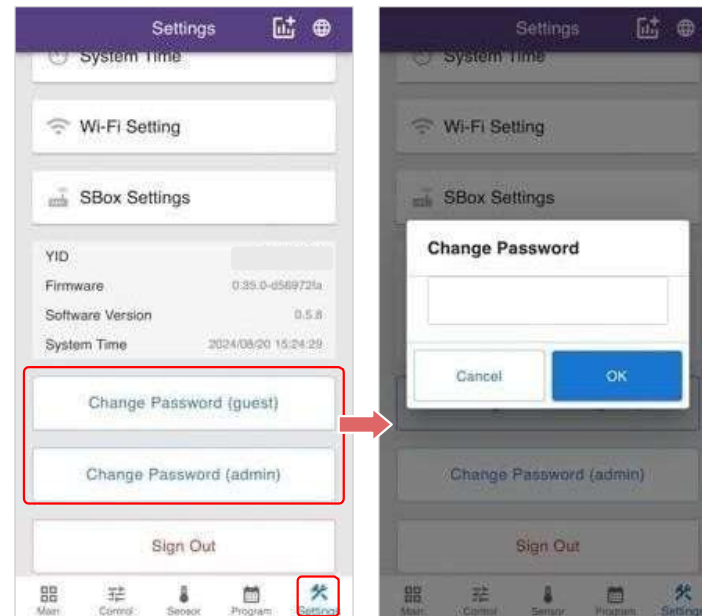 Settings
System Time
Wi-Fi Setting
SBox Settings
YID
Firmware 0.35.0-d56972fa
Software Version 0.5.8
System Time 2024/08/20 15:24:29
Change Password (guest)
Change Password (admin)
Sign Out
Main Control Sensor Program Settings
Settings
System Time
Wi-Fi Setting
SBox Settings
Change Password
Cancel OK
Change Password (admin)
Sign Out
Main Control Sensor Program Settings